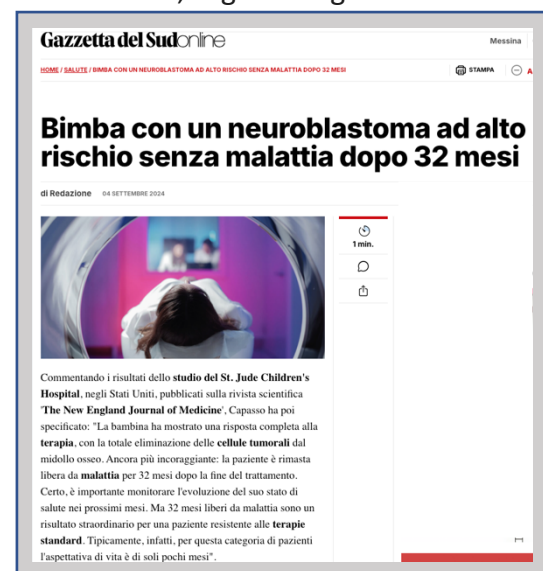 Gazzetta del Sudonline
Messina
HOME / SALUTE / BIMBA CON UN NEUROBLASTOMA AD ALTO RISCHIO SENZA MALATTIA DOPO 32 MESI
STAMPA
A
Bimba con un neuroblastoma ad alto
rischio senza malattia dopo 32 mesi
di Redazione 04 SETTEMBRE 2024
1 min.
Commentando i risultati dello studio del St. Jude Children's
Hospital, negli Stati Uniti, pubblicati sulla rivista scientifica
'The New England Journal of Medicine', Capasso ha poi
specificato: "La bambina ha mostrato una risposta completa alla
terapia, con la totale eliminazione delle cellule tumorali dal
midollo osseo. Ancora più incoraggiante: la paziente è rimasta
libera da malattia per 32 mesi dopo la fine del trattamento.
Certo, è importante monitorare l'evoluzione del suo stato di
salute nei prossimi mesi. Ma 32 mesi liberi da malattia sono un
risultato straordinario per una paziente resistente alle terapie
standard. Tipicamente, infatti, per questa categoria di pazienti
l'aspettativa di vita è di soli pochi mesi".